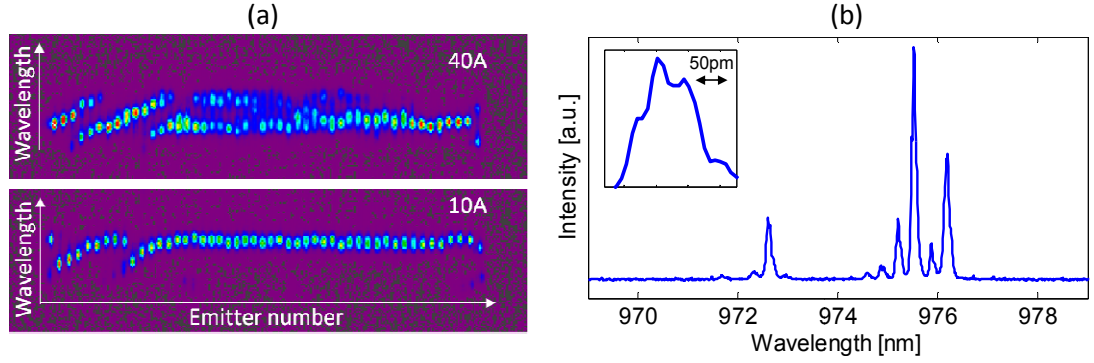 (a)
(b)
Wavelength
40A
Wavelength
10A
Emitter number
50pm
Intensity [a.u.]
970 972 974 976 978
Wavelength [nm]